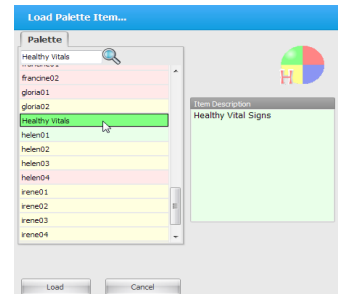 Load Palette Item...
Palette
Healthy Vitals
francine02
gloria01
gloria02
Healthy Vitals
helen01
helen02
helen03
helen04
irene01
irene02
irene03
irene04
H
Item Description
Healthy Vital Signs
Load
Cancel